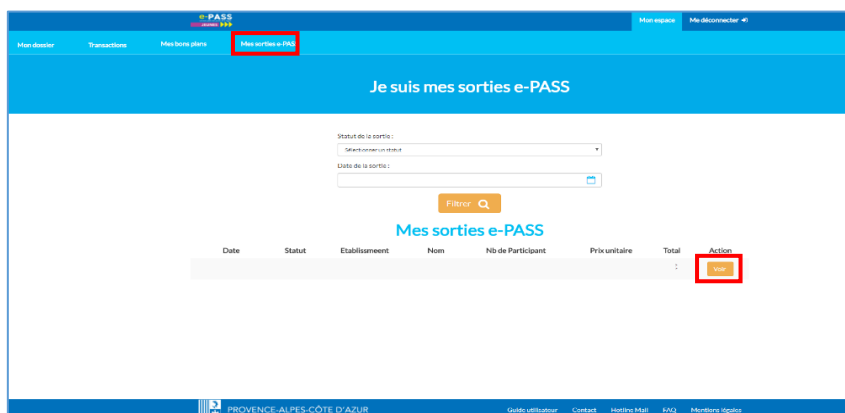 e-PASS
JEUNES
Mon espace Me déconnecter
Mon dossier Transactions Mes bons plans Mes sorties e-PAS
Je suis mes sorties e-PASS
Statut de la sortie :
Sélectionner un statut
Date de la sortie :
Filtrer
Mes sorties e-PASS
Date Statut Etablissmeent Nom Nb de Participant Prix unitaire Total Action
Voir
PROVENCE-ALPES-CÔTE D'AZUR Guide utilisateur Contact Hotline Mail FAQ Mentions légales